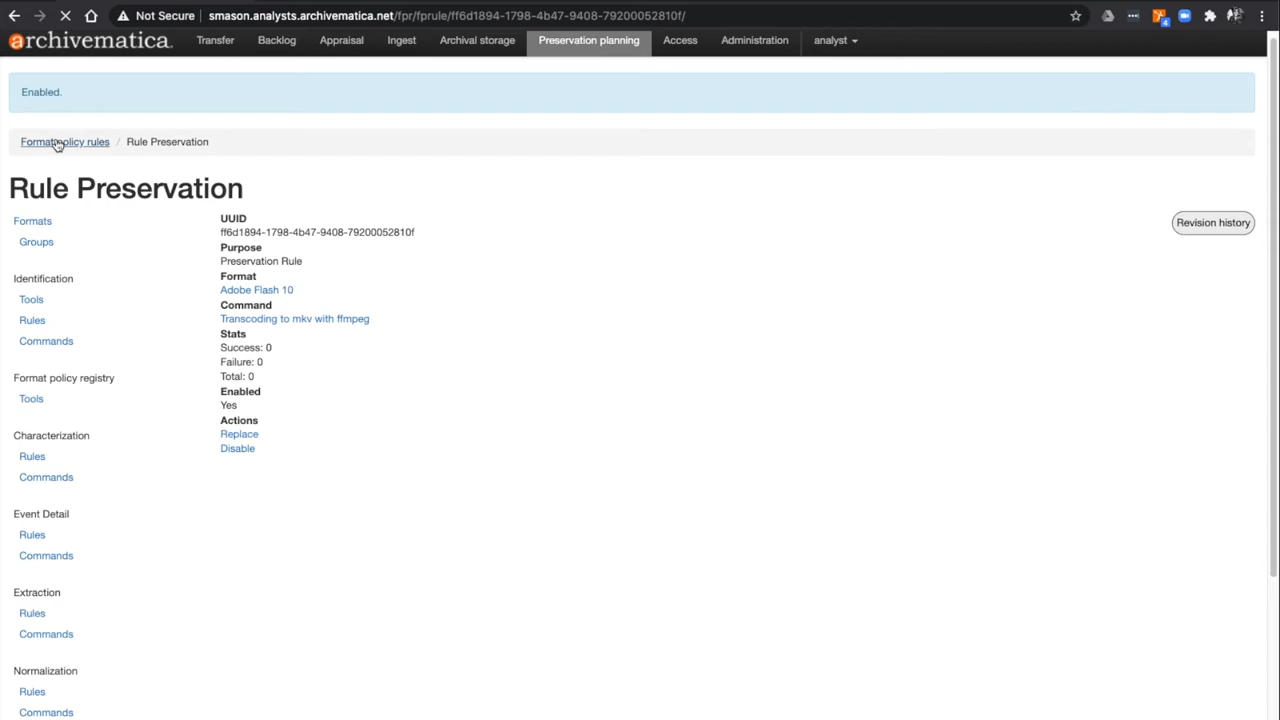 Not Secure smason.analysts.archivematica.net/fpr/fprule/ff6d1894-1798-4b47-9408-79200052810f/
4
archivematica. Transfer Backlog Appraisal Ingest Archival storage Preservation planning Access Administration analyst
Enabled.
Format policy rules / Rule Preservation
Rule Preservation
Formats
Groups
Identification
Tools
Rules
Commands
Format policy registry
Tools
Characterization
Rules
Commands
Event Detail
Rules
Commands
Extraction
Rules
Commands
Normalization
Rules
Commands
UUID
ff6d1894-1798-4b47-9408-79200052810f
Purpose
Preservation Rule
Format
Adobe Flash 10
Command
Transcoding to mkv with ffmpeg
Stats
Success: 0
Failure: 0
Total: 0
Enabled
Yes
Actions
Replace
Disable
Revision history